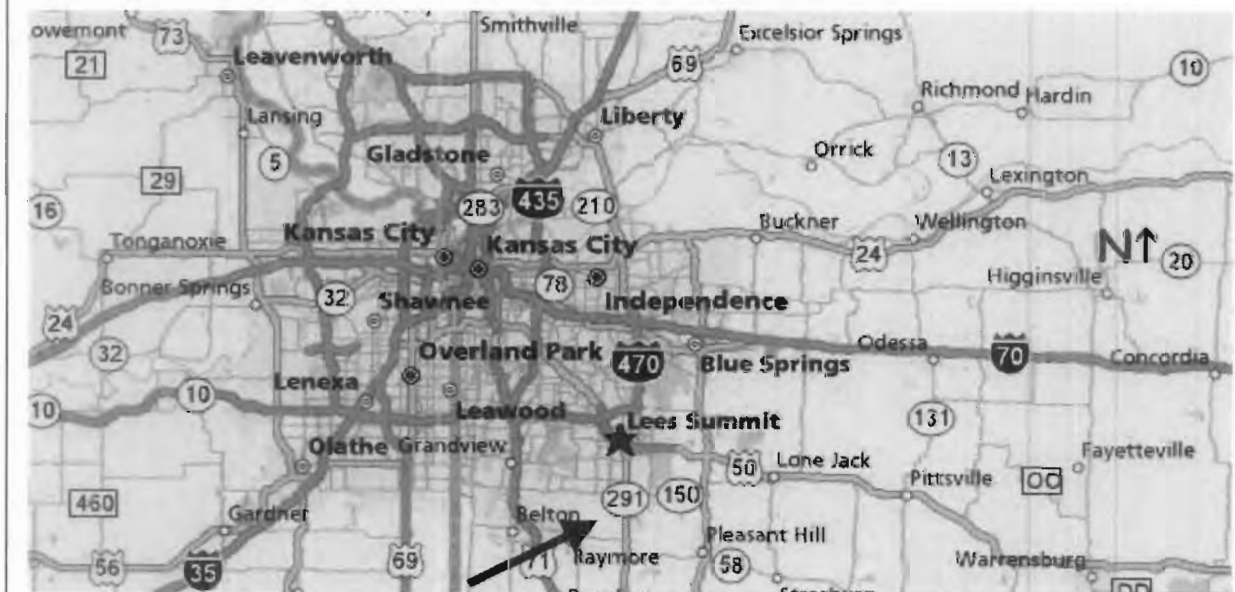 Smithville
owemont 73
Excelsior Springs
21 Leavenworth 69
10
Richmond Hardin
Lansing Liberty
5 Gladstone Orrick 13
29 Lexington
16 283 435 210
Kansas City Kansas City Buckner Wellington
Tonganoxie 24 N↑ 20
78 Higginsville
Bonner Springs 32 Shawnee Independence
24
32 Overland Park 470 Blue Springs Odessa 70 Concordia
Lenexa
10 10 Leawood Lees Summit 131
Olathe Grandview Fayetteville
50 Lone Jack
460 291 150 Pittsville
Gardner Belton
Pleasant Hill
56 35 69 71 Raymore 58 Warrensburg